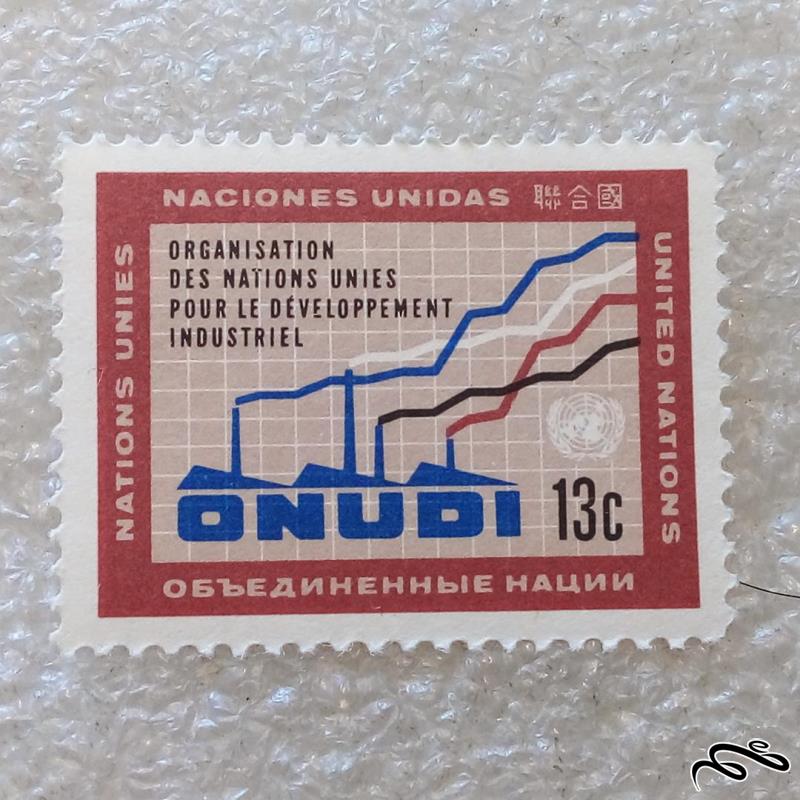 NACIONES UNIDAS 聯合國
NATIONS UNIES
ORGANISATION
DES NATIONS UNIES
POUR LE DÉVELOPPEMENT
INDUSTRIEL
UNITED NATIONS
ONUDI
13c
ОБЪЕДИНЕННЫЕ НАЦИИ